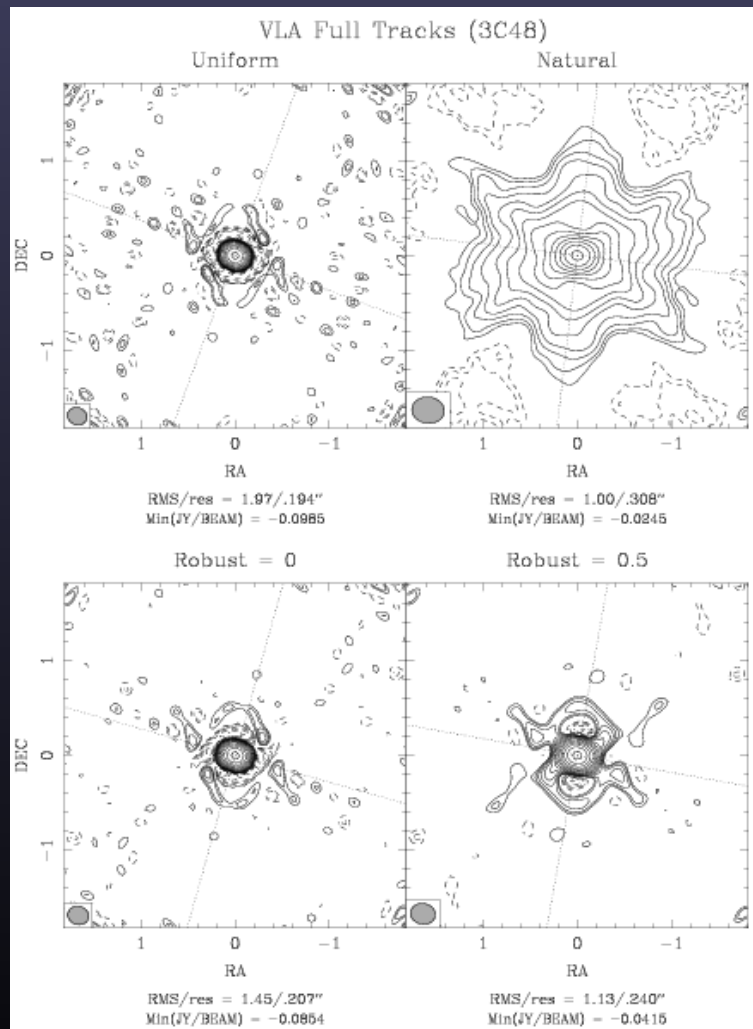 VLA Full Tracks (3C48)
Uniform
Natural
DEC
1
0
−1
1
0
−1
RA
1
0
−1
RA
RMS/res = 1.97/.194"
Min(JY/BEAM) = −0.0985
RMS/res = 1.00/.308"
Min(JY/BEAM) = −0.0245
Robust = 0
Robust = 0.5
DEC
1
0
−1
1
0
−1
RA
1
0
−1
RA
RMS/res = 1.45/.207"
Min(JY/BEAM) = −0.0854
RMS/res = 1.13/.240"
Min(JY/BEAM) = −0.0415